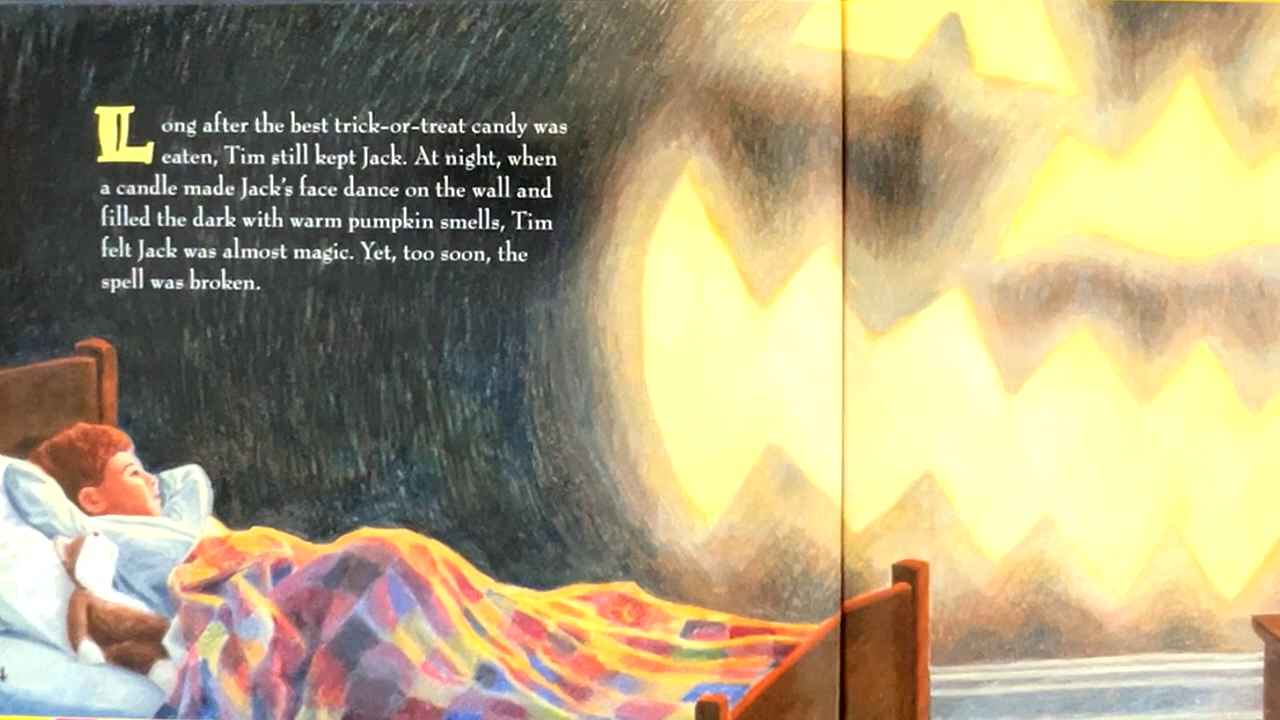 Long after the best trick-or-treat candy was
eaten, Tim still kept Jack. At night, when
a candle made Jack's face dance on the wall and
filled the dark with warm pumpkin smells, Tim
felt Jack was almost magic. Yet, too soon, the
spell was broken.
4